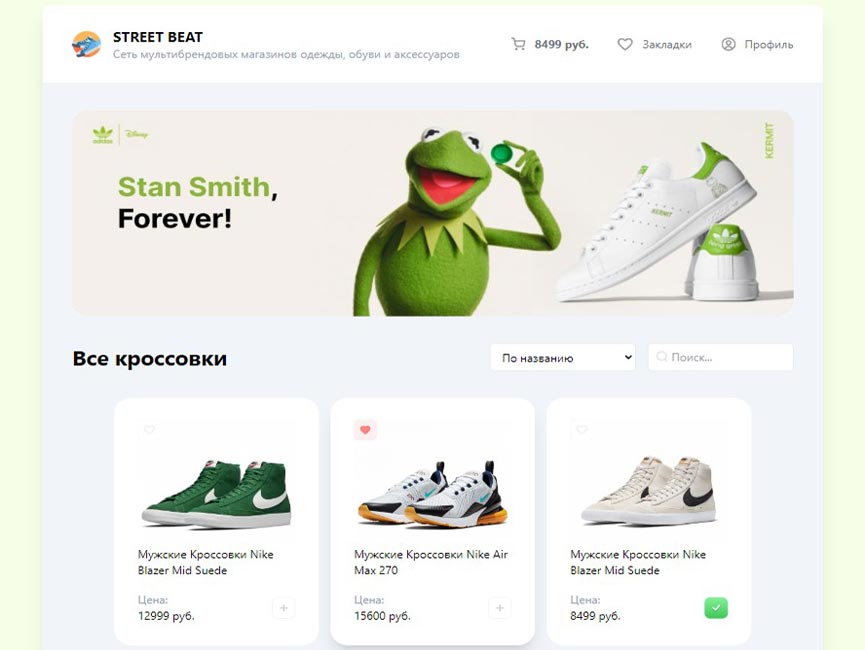 STREET BEAT
Сеть мультибрендовых магазинов одежды, обуви и аксессуаров
8499 руб.
Закладки
Профиль
adidas
Disney
KERMIT
Stan Smith,
Forever!
KERMIT
Все кроссовки
По названию
Поиск...
Мужские Кроссовки Nike
Blazer Mid Suede
Цена:
12999 руб.
Мужские Кроссовки Nike Air
Max 270
Цена:
15600 руб.
Мужские Кроссовки Nike
Blazer Mid Suede
Цена:
8499 руб.